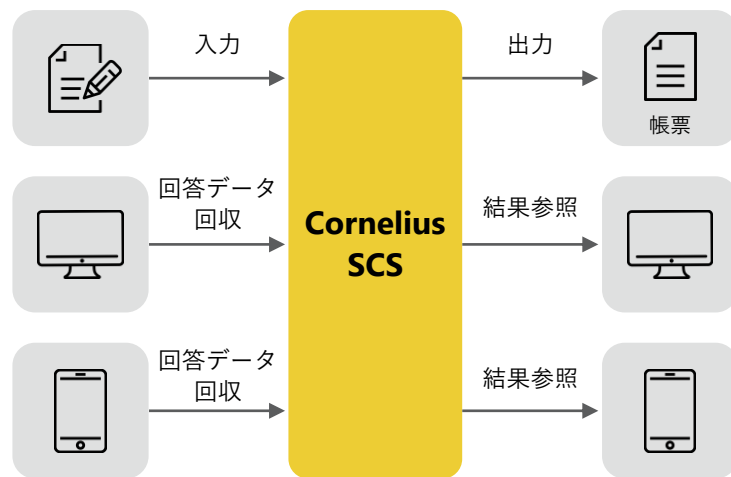 入力
出力
帳票
回答データ
回収
Cornelius
SCS
結果参照
回答データ
回収
結果参照